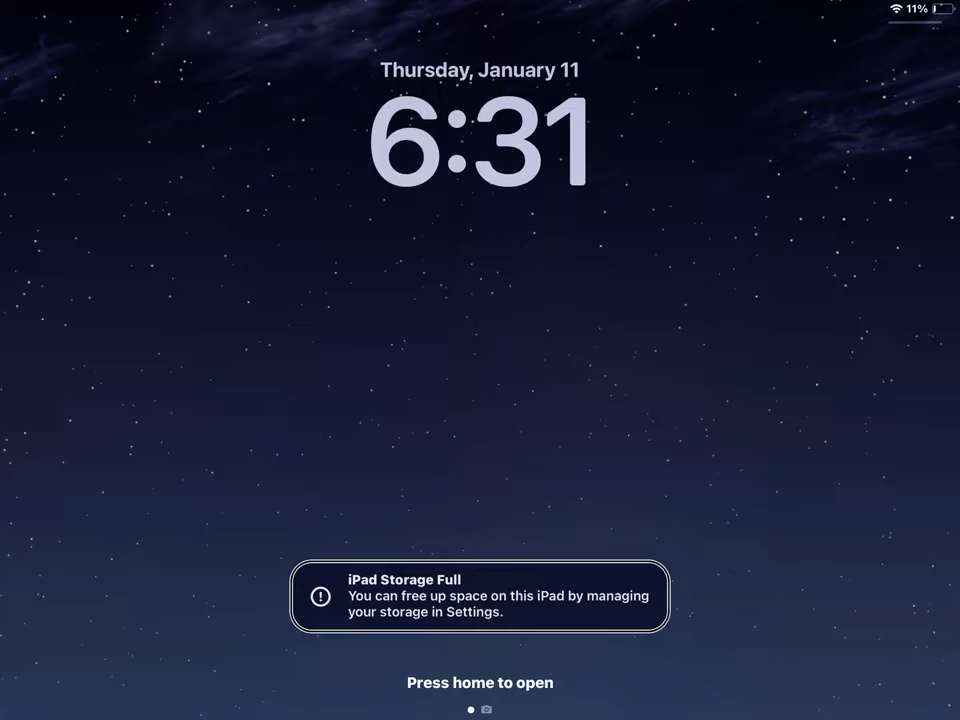 11%
Thursday, January 11
6:31
iPad Storage Full
You can free up space on this iPad by managing
your storage in Settings.
Press home to open